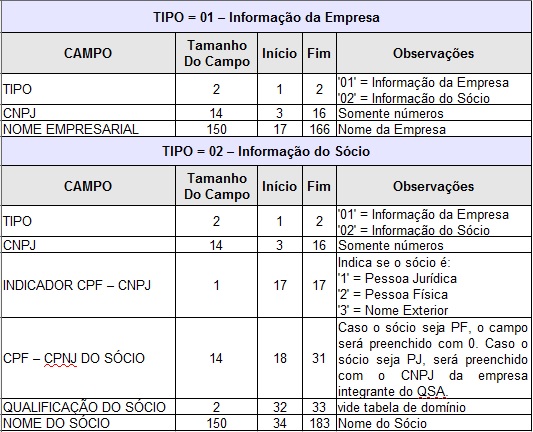 TIPO = 01 – Informação da Empresa
CAMPO Tamanho Do Campo Início Fim Observações
TIPO 2 1 2 '01' = Informação da Empresa
'02' = Informação do Sócio
CNPJ 14 3 16 Somente números
NOME EMPRESARIAL 150 17 166 Nome da Empresa
TIPO = 02 – Informação do Sócio
CAMPO Tamanho Do Campo Início Fim Observações
TIPO 2 1 2 '01' = Informação da Empresa
'02' = Informação do Sócio
CNPJ 14 3 16 Somente números
INDICADOR CPF – CNPJ 1 17 17 Indica se o sócio é:
'1' = Pessoa Jurídica
'2' = Pessoa Física
'3' = Nome Exterior
CPF – CPNJ DO SÓCIO 14 18 31 Caso o sócio seja PF, o campo
será preenchido com 0. Caso o
sócio seja PJ, será preenchido
com o CNPJ da empresa
integrante do QSA.
QUALIFICAÇÃO DO SÓCIO 2 32 33 vide tabela de domínio
NOME DO SÓCIO 150 34 183 Nome do Sócio